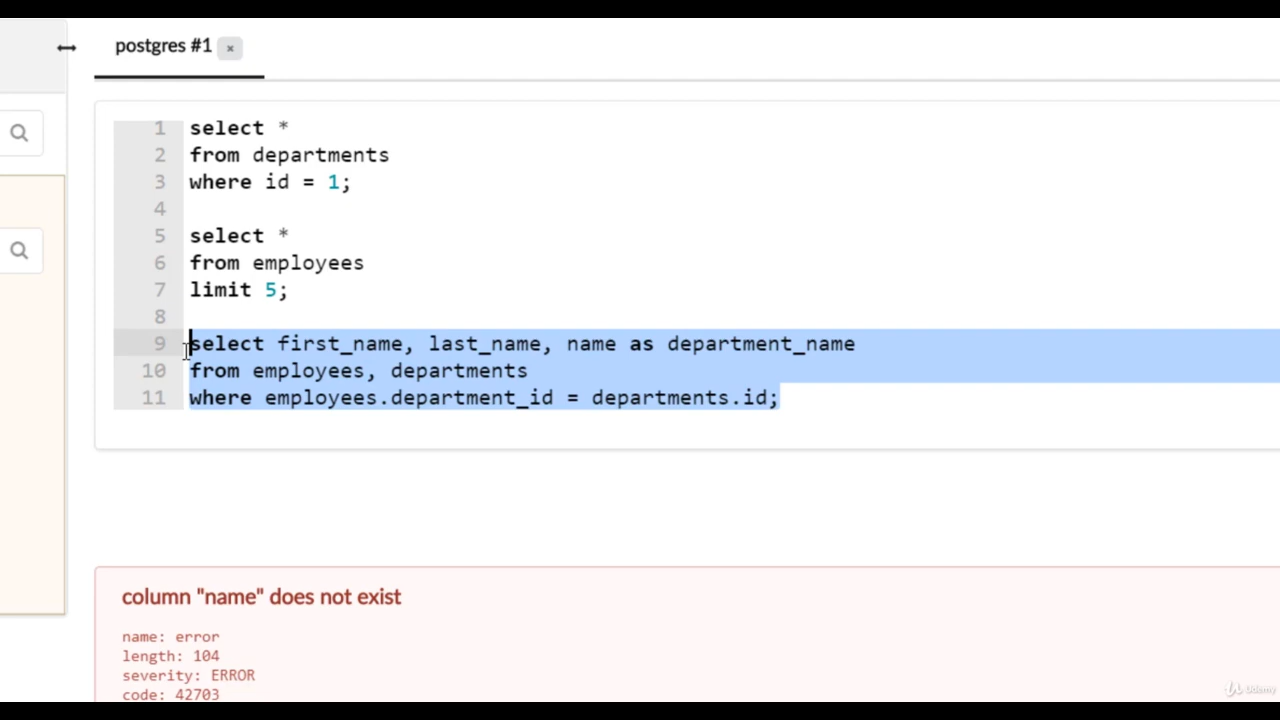 postgres #1
1 select *
2 from departments
3 where id = 1;
4
5 select *
6 from employees
7 limit 5;
8
9 select first_name, last_name, name as department_name
10 from employees, departments
11 where employees.department_id = departments.id;
column "name" does not exist
name: error
length: 104
severity: ERROR
code: 42703
Udemy